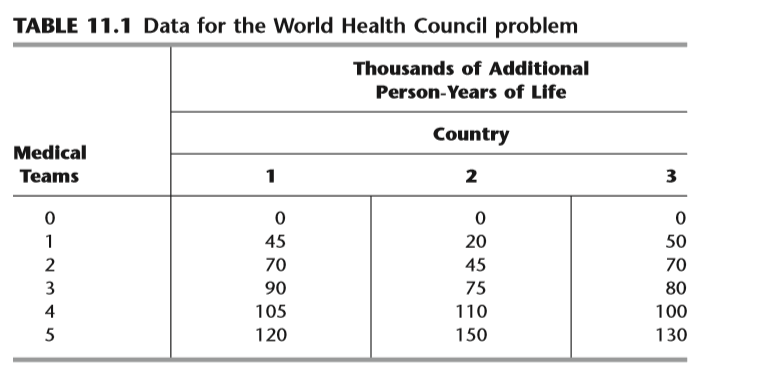 TABLE 11.1 Data for the World Health Council problem
Thousands of Additional
Person-Years of Life
Country
Medical
Teams 1 2 3
0 0 0 0
1 45 20 50
2 70 45 70
3 90 75 80
4 105 110 100
5 120 150 130